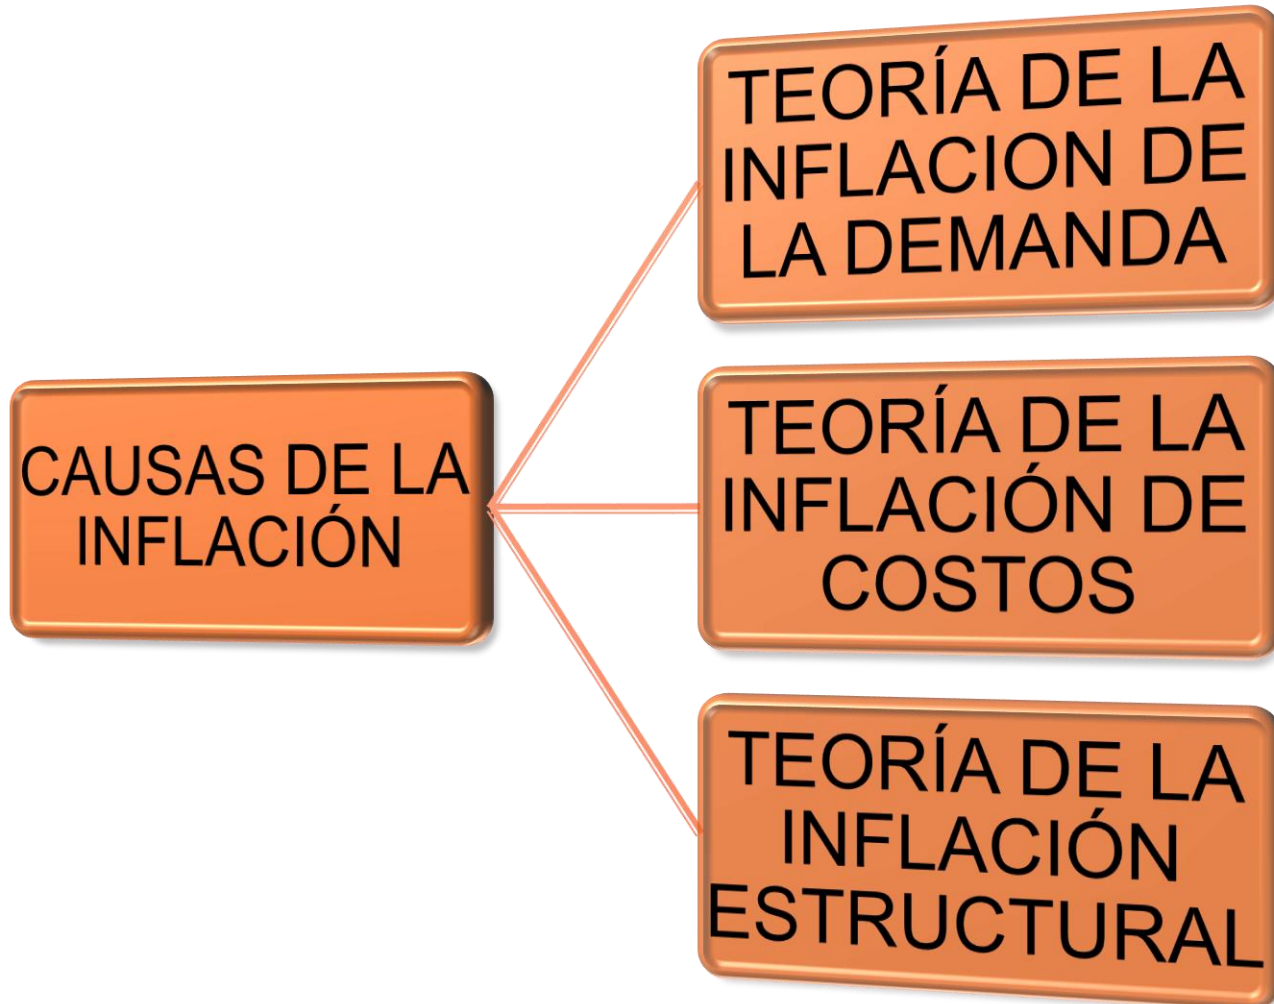 CAUSAS DE LA
INFLACIÓN
TEORÍA DE LA
INFLACION DE
LA DEMANDA
TEORÍA DE LA
INFLACIÓN DE
COSTOS
TEORÍA DE LA
INFLACIÓN
ESTRUCTURAL